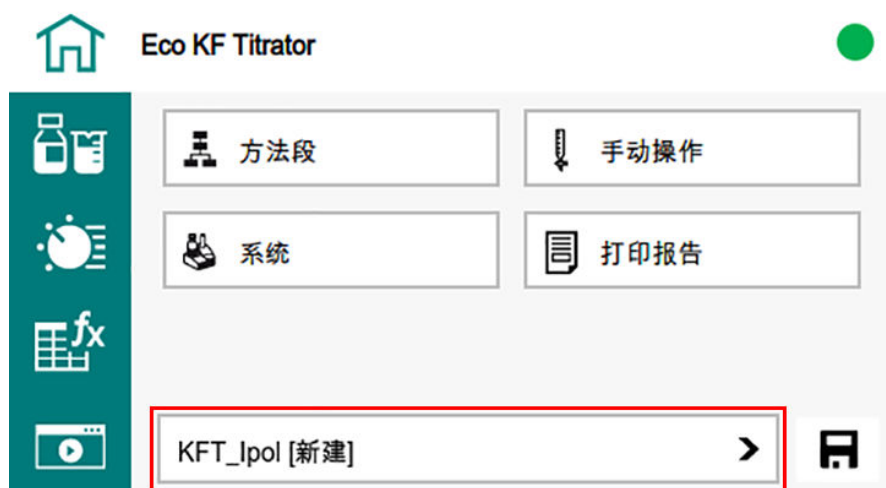 Eco KF Titrator
方法段
手动操作
系统
打印报告
fx
KFT_Ipol [新建]